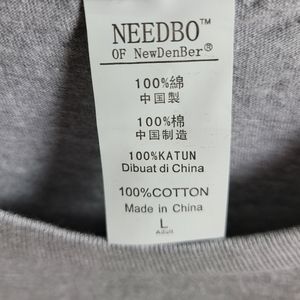 NEEDBO™
OF NewDenBer®
100%綿
中国製
100%棉
中国制造
100%KATUN
Dibuat di China
100%COTTON
Made in China
L
Adult